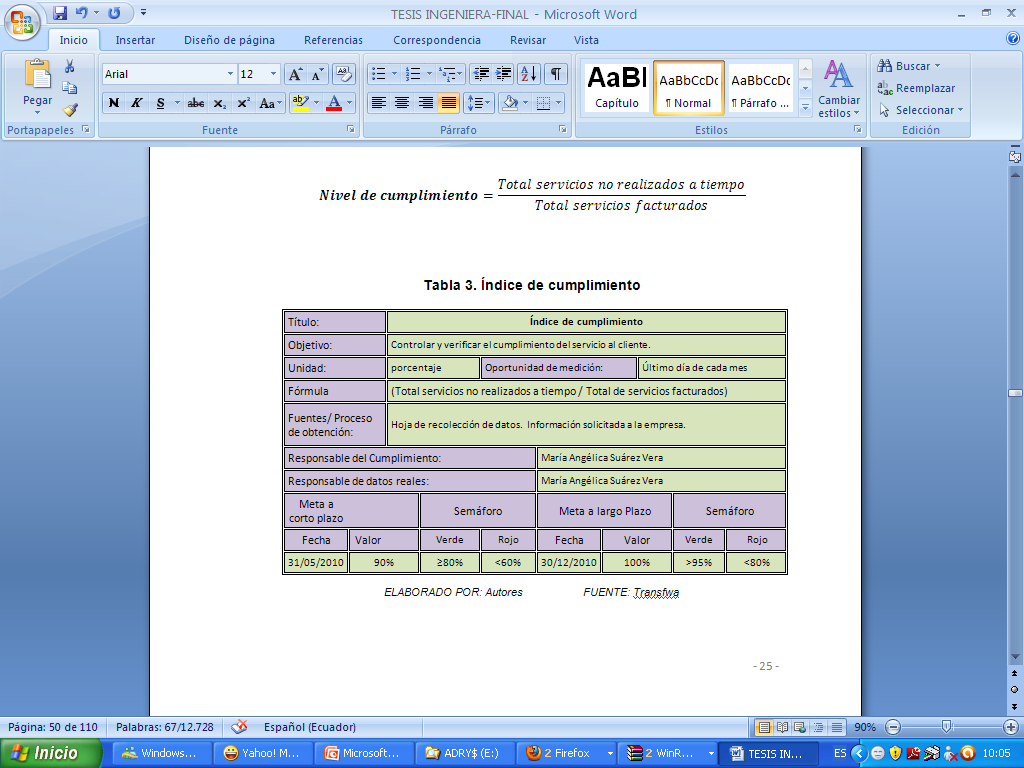 TESIS INGENIERA-FINAL - Microsoft Word
Inicio Insertar Diseño de página Referencias Correspondencia Revisar Vista
Pegar
Portapapeles
Arial 12
N K S abc x₂ x² Aa
Fuente
Párrafo
AaBl AaBbCcDc AaBbCcDc
Capítulo ¶ Normal ¶ Párrafo ...
Cambiar estilos
Estilos
Buscar
Reemplazar
Seleccionar
Edición
Nivel de cumplimiento = Total servicios no realizados a tiempo
Total servicios facturados
Tabla 3. Índice de cumplimiento
Título: Índice de cumplimiento
Objetivo: Controlar y verificar el cumplimiento del servicio al cliente.
Unidad: porcentaje Oportunidad de medición: Último día de cada mes
Fórmula (Total servicios no realizados a tiempo / Total de servicios facturados)
Fuentes/ Proceso
de obtención: Hoja de recolección de datos. Información solicitada a la empresa.
Responsable del Cumplimiento: María Angélica Suárez Vera
Responsable de datos reales: María Angélica Suárez Vera
Meta a
corto plazo Semáforo Meta a largo Plazo Semáforo
Fecha Valor Verde Rojo Fecha Valor Verde Rojo
31/05/2010 90% ≥80% <60% 30/12/2010 100% >95% <80%
ELABORADO POR: Autores FUENTE: Transfwa
- 25 -
Página: 50 de 110 Palabras: 67/12.728 Español (Ecuador) 90%
Inicio Windows... Yahoo! M... Microsoft... ADRY$ (E:) 2 Firefox 2 WinR... TESIS IN... ES 10:05